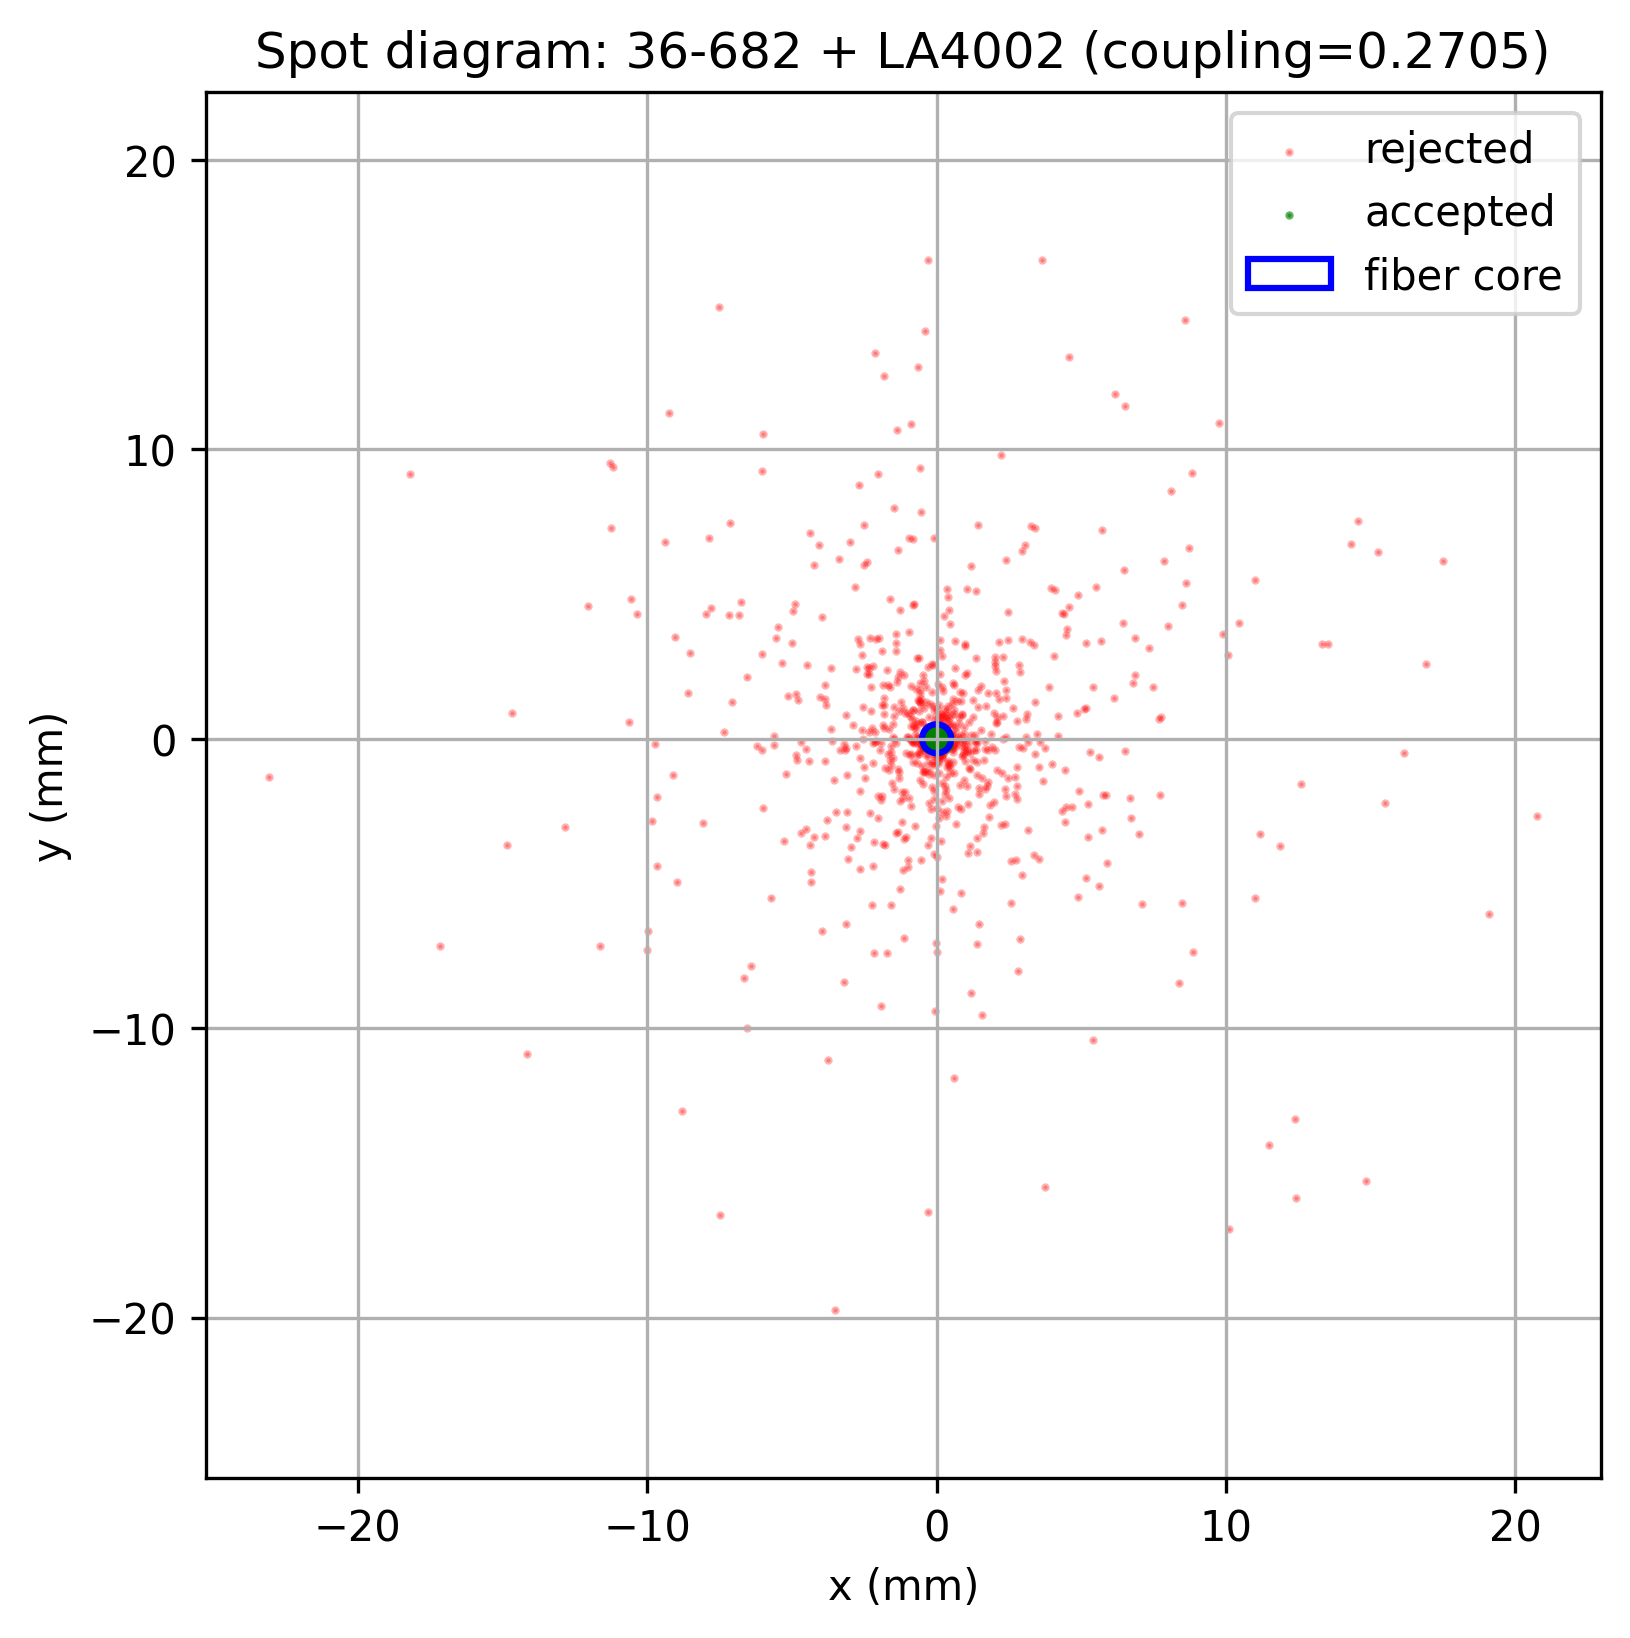 Spot diagram: 36-682 + LA4002 (coupling=0.2705)
rejected
accepted
fiber core
20
10
0
−10
−20
y (mm)
−20
−10
0
10
20
x (mm)